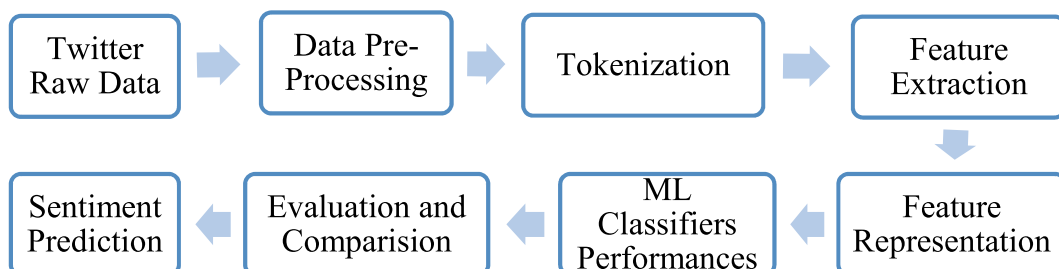 Twitter
Raw Data
Data Pre-
Processing
Tokenization
Feature
Extraction
Feature
Representation
ML
Classifiers
Performances
Evaluation and
Comparision
Sentiment
Prediction